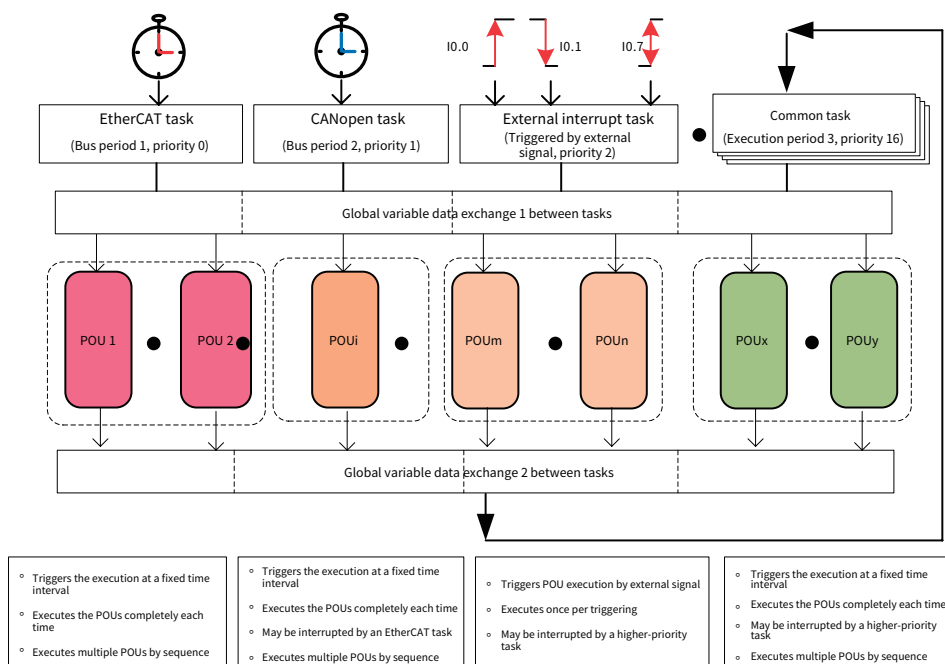 I0.0
I0.1
I0.7
EtherCAT task
(Bus period 1, priority 0)
CANopen task
(Bus period 2, priority 1)
External interrupt task
(Triggered by external
signal, priority 2)
Common task
(Execution period 3, priority 16)
Global variable data exchange 1 between tasks
POU 1
POU 2
POUi
POUm
POUn
POUx
POUy
Global variable data exchange 2 between tasks
Triggers the execution at a fixed time
interval
Executes the POUs completely each
time
Executes multiple POUs by sequence
Triggers the execution at a fixed time
interval
Executes the POUs completely each time
May be interrupted by an EtherCAT task
Executes multiple POUs by sequence
Triggers POU execution by external signal
Executes once per triggering
May be interrupted by a higher-priority
task
Triggers the execution at a fixed time
interval
Executes the POUs completely each time
May be interrupted by a higher-priority
task
Executes multiple POUs by sequence